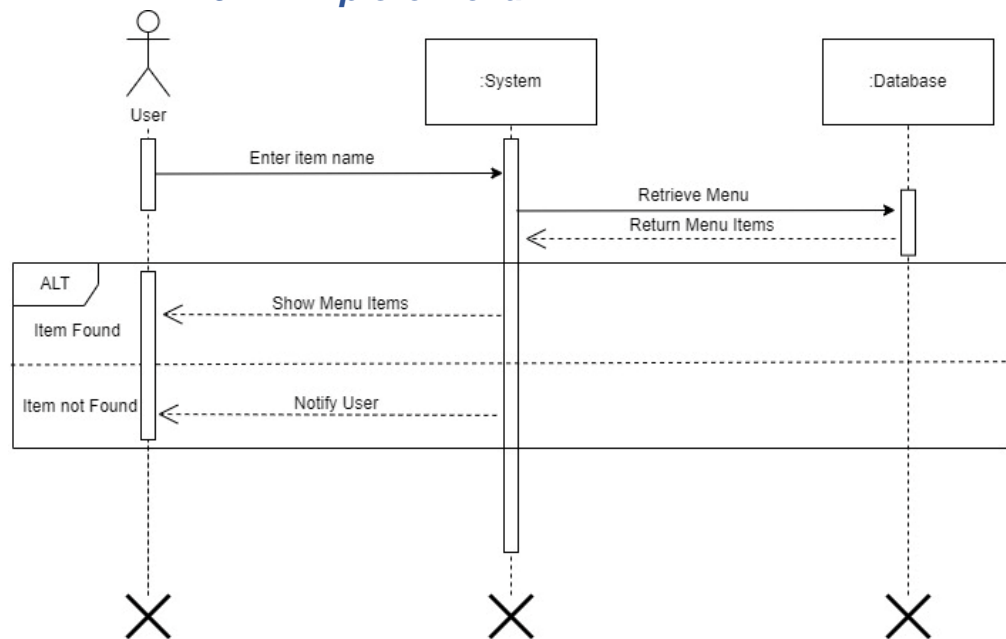 User
:System
:Database
Enter item name
Retrieve Menu
Return Menu Items
ALT
Show Menu Items
Item Found
Item not Found
Notify User